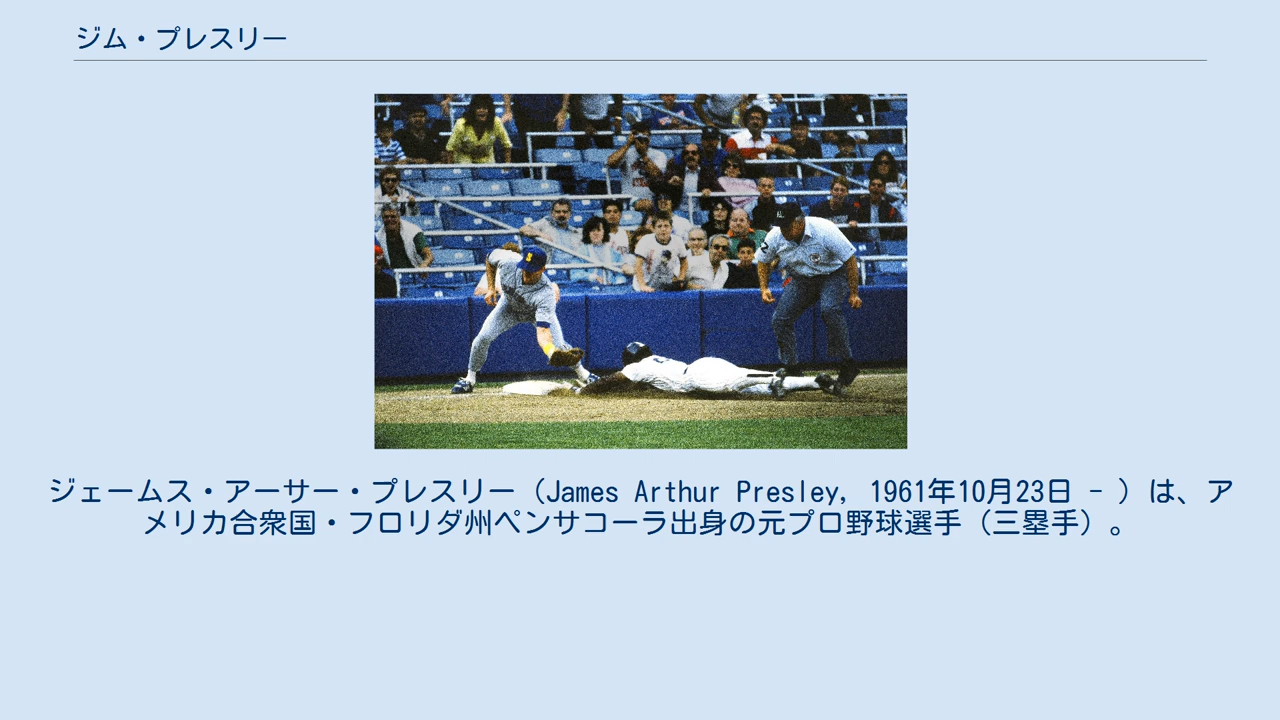 ジム・プレスリー
ジェームス・アーサー・プレスリー（James Arthur Presley, 1961年10月23日 - ）は、ア
メリカ合衆国・フロリダ州ペンサコーラ出身の元プロ野球選手（三塁手）。